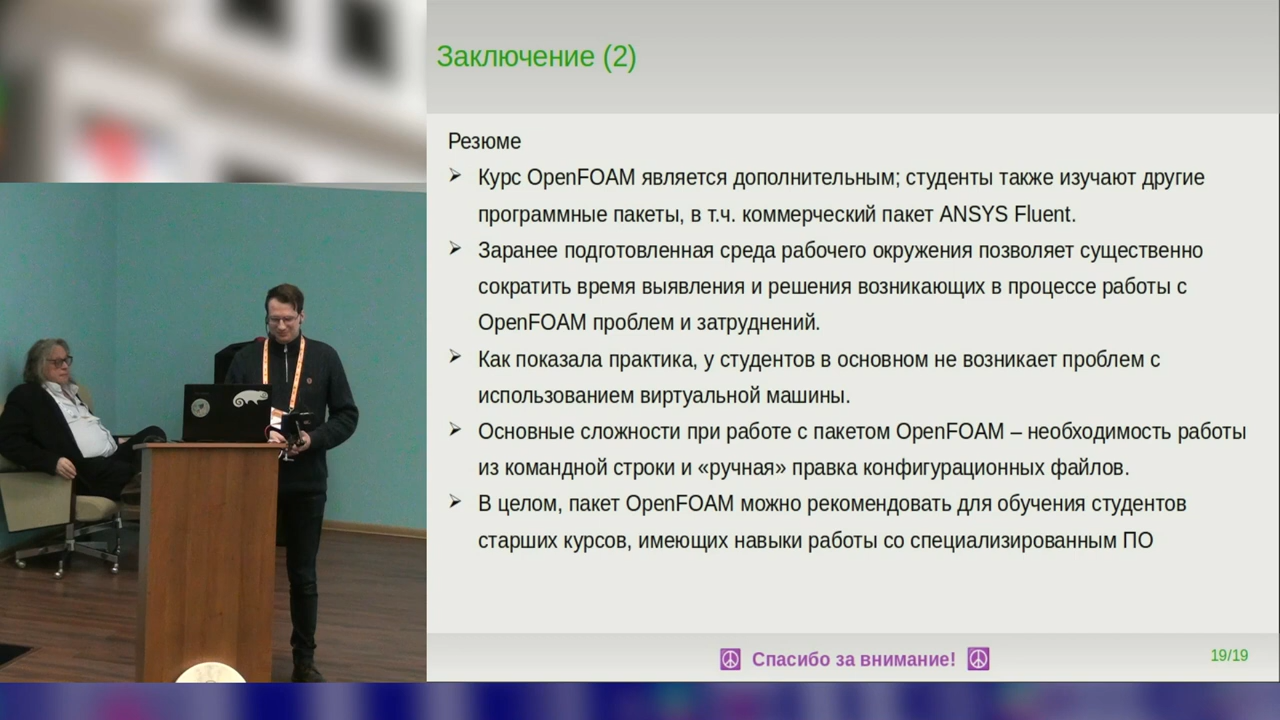 Заключение (2)
Резюме
Курс OpenFOAM является дополнительным; студенты также изучают другие
программные пакеты, в т.ч. коммерческий пакет ANSYS Fluent.
Заранее подготовленная среда рабочего окружения позволяет существенно
сократить время выявления и решения возникающих в процессе работы с
OpenFOAM проблем и затруднений.
Как показала практика, у студентов в основном не возникает проблем с
использованием виртуальной машины.
Основные сложности при работе с пакетом OpenFOAM – необходимость работы
из командной строки и «ручная» правка конфигурационных файлов.
В целом, пакет OpenFOAM можно рекомендовать для обучения студентов
старших курсов, имеющих навыки работы со специализированным ПО
Спасибо за внимание!
19/19